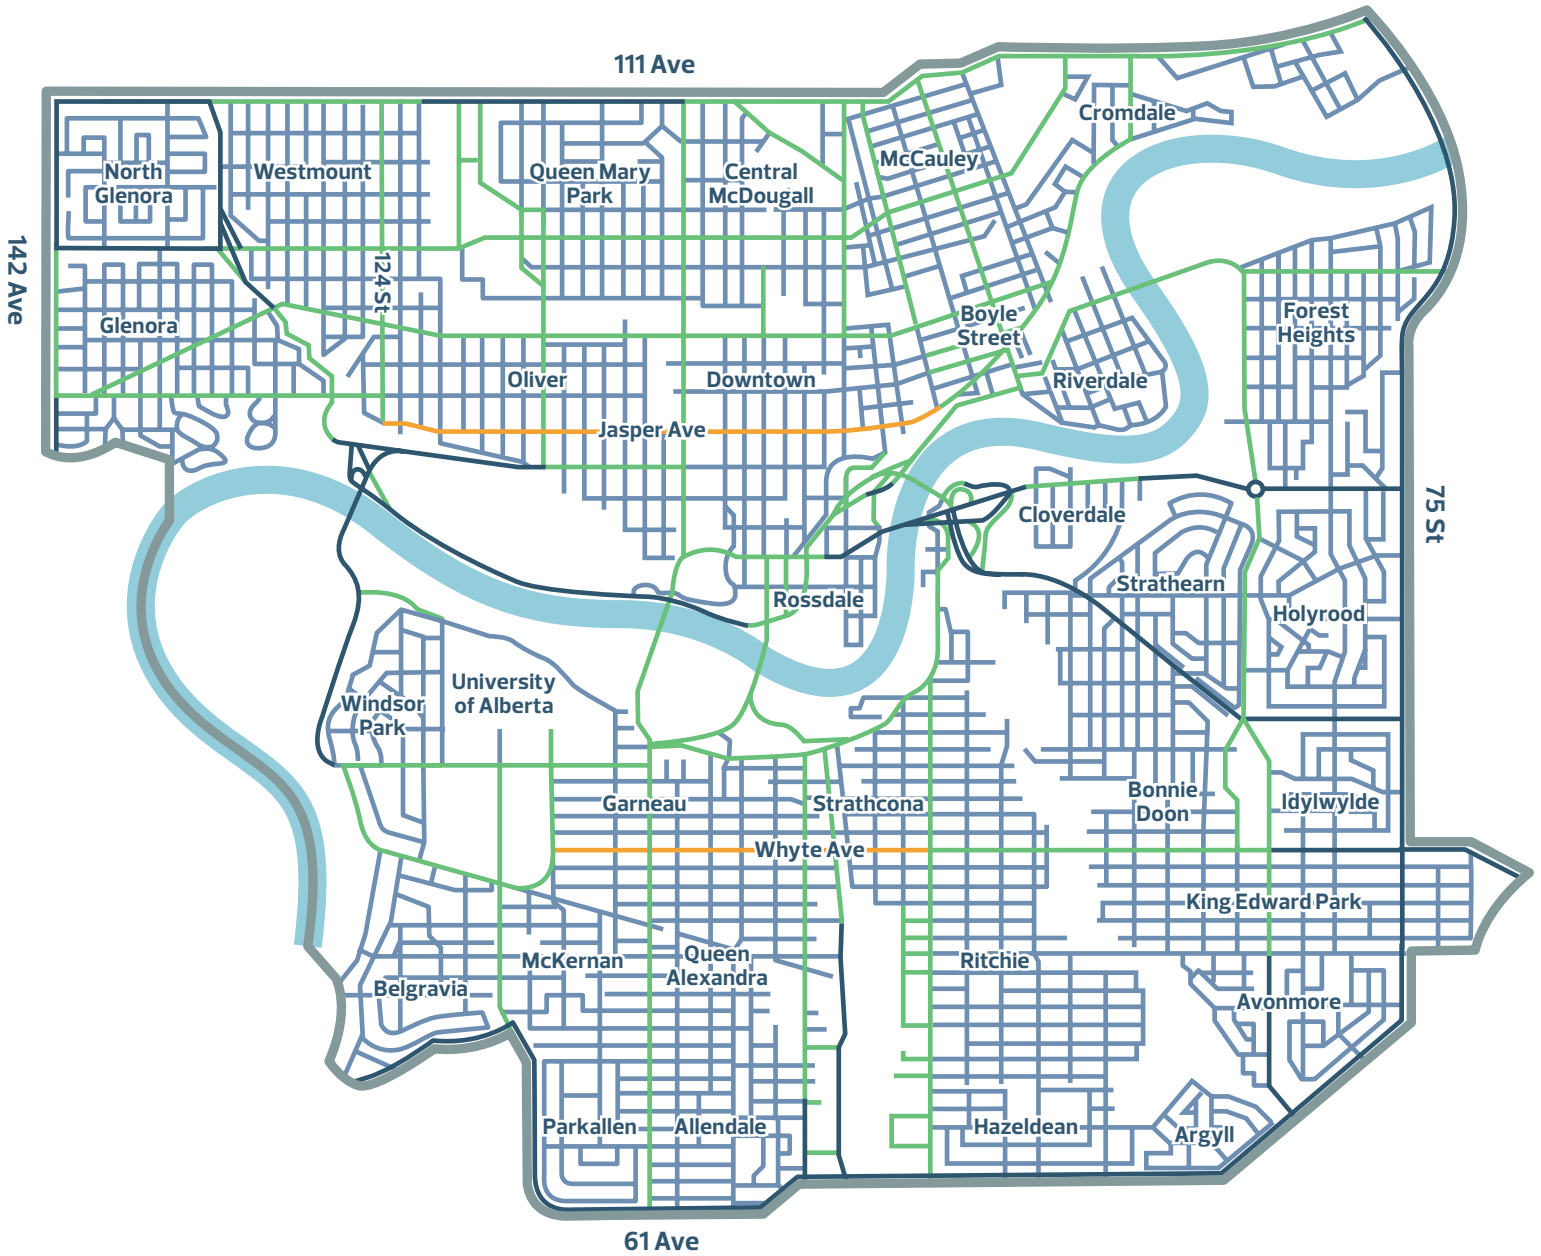 111 Ave
Cromdale
McCauley
North
Glenora
Westmount
Queen Mary
Park
Central
McDougall
142 Ave
124 St
Glenora
Boyle
Street
Forest
Heights
Oliver
Downtown
Riverdale
Jasper Ave
Cloverdale
75 St
Strathearn
Rossdale
Holyrood
University
of Alberta
Windsor
Park
Garneau
Strathcona
Bonnie
Doon
Idylwylde
Whyte Ave
King Edward Park
McKernan
Queen
Alexandra
Ritchie
Belgravia
Avonmore
Parkallen
Allendale
Hazeldean
Argyll
61 Ave